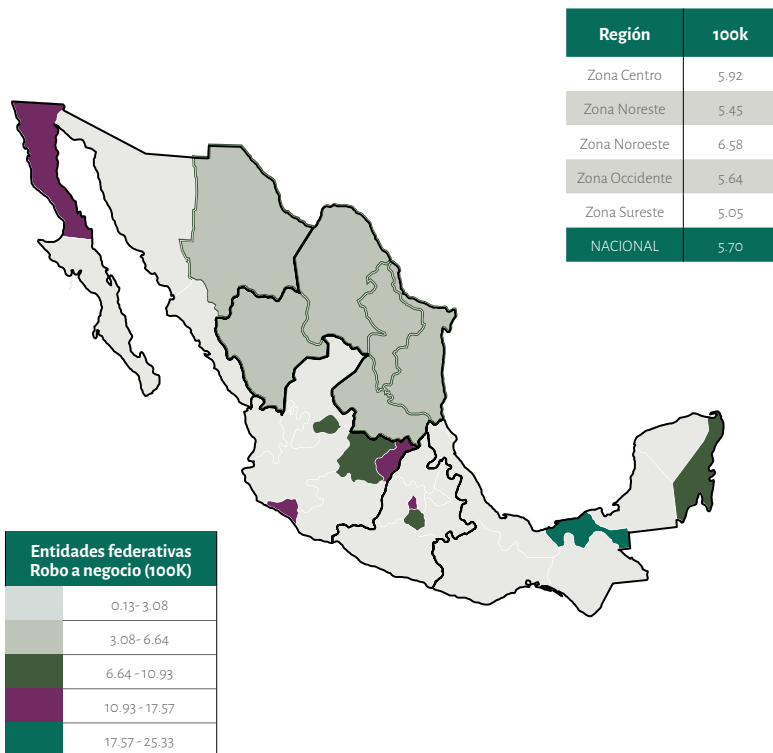 Región 100k
Zona Centro 5.92
Zona Noreste 5.45
Zona Noroeste 6.58
Zona Occidente 5.64
Zona Sureste 5.05
NACIONAL 5.70
Entidades federativas
Robo a negocio (100K)
0.13- 3.08
3.08- 6.64
6.64 - 10.93
10.93 - 17.57
17.57 - 25.33